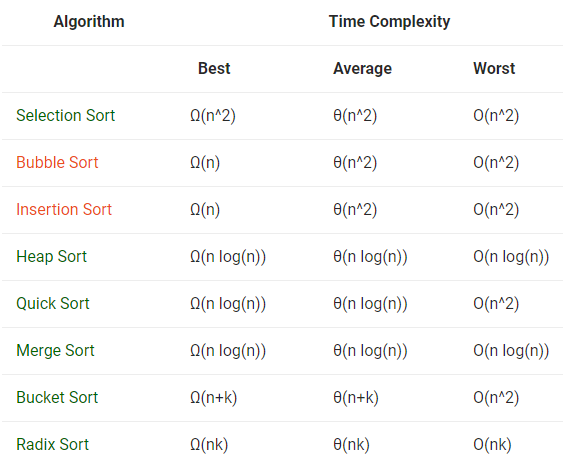 Algorithm Time Complexity
Best Average Worst
Selection Sort Ω(n^2) θ(n^2) O(n^2)
Bubble Sort Ω(n) θ(n^2) O(n^2)
Insertion Sort Ω(n) θ(n^2) O(n^2)
Heap Sort Ω(n log(n)) θ(n log(n)) O(n log(n))
Quick Sort Ω(n log(n)) θ(n log(n)) O(n^2)
Merge Sort Ω(n log(n)) θ(n log(n)) O(n log(n))
Bucket Sort Ω(n+k) θ(n+k) O(n^2)
Radix Sort Ω(nk) θ(nk) O(nk)